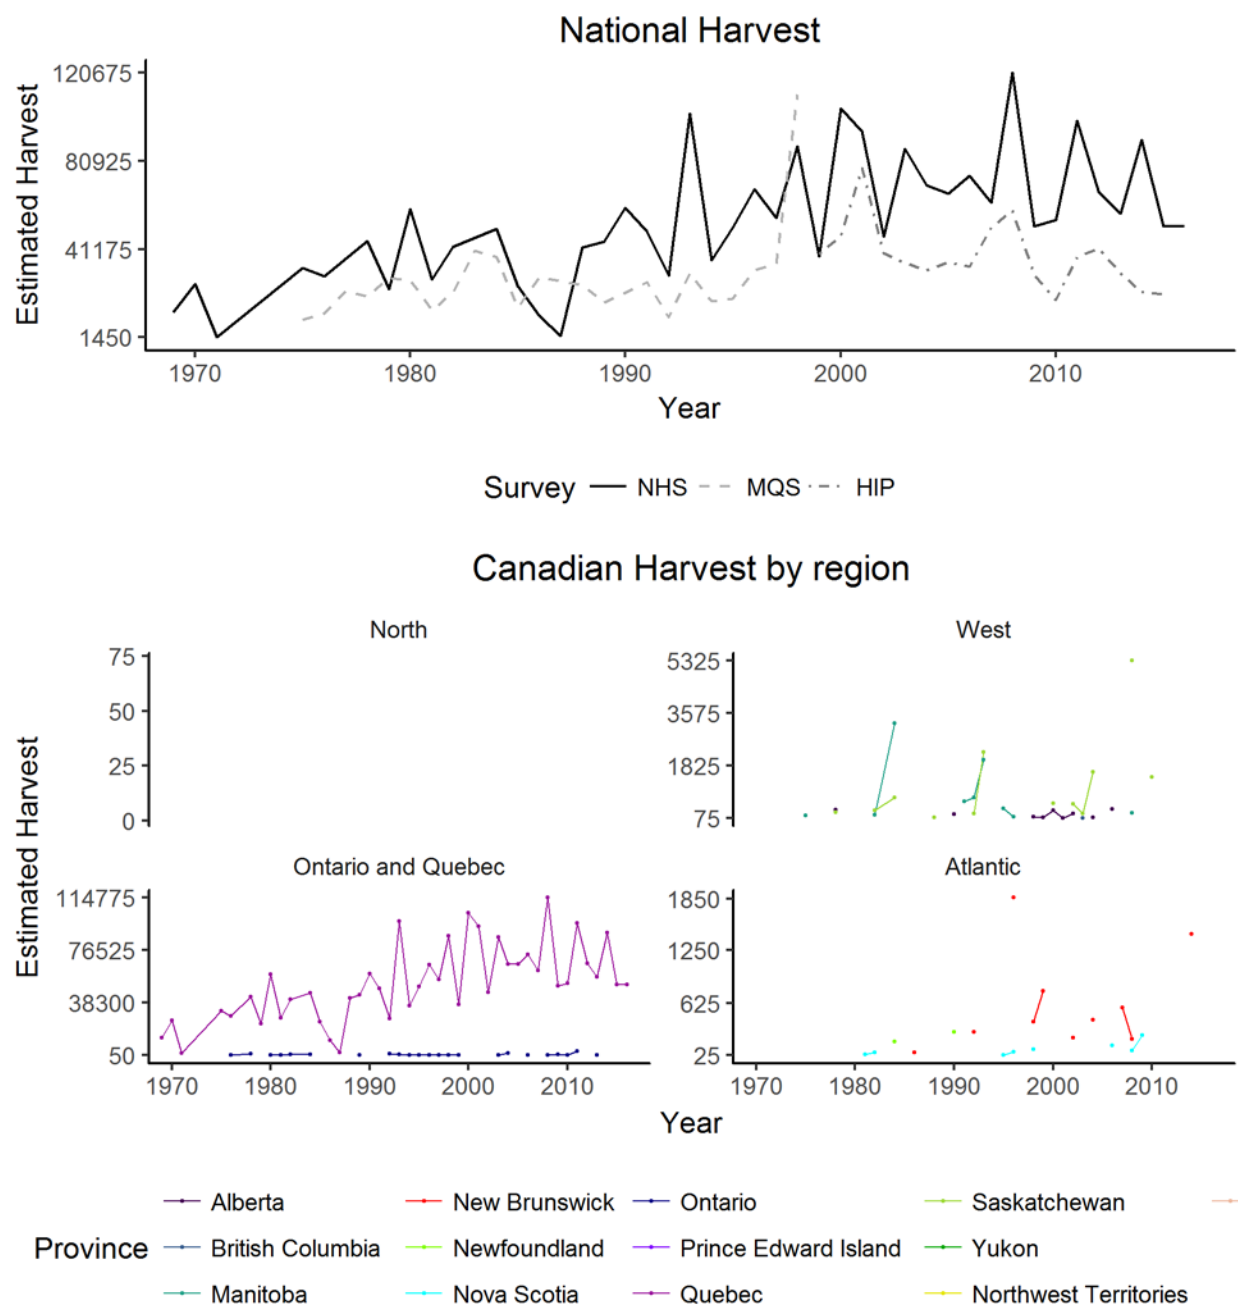 National Harvest
Estimated Harvest
120675
80925
41175
1450
1970 1980 1990 2000 2010
Year
Survey NHS MQS HIP
Canadian Harvest by region
Estimated Harvest
North
75
50
25
0
West
5325
3575
1825
75
Estimated Harvest
Ontario and Quebec
114775
76525
38300
50
1970 1980 1990 2000 2010
Atlantic
1850
1250
625
25
1970 1980 1990 2000 2010
Year
Province
Alberta New Brunswick Ontario Saskatchewan
British Columbia Newfoundland Prince Edward Island Yukon
Manitoba Nova Scotia Quebec Northwest Territories